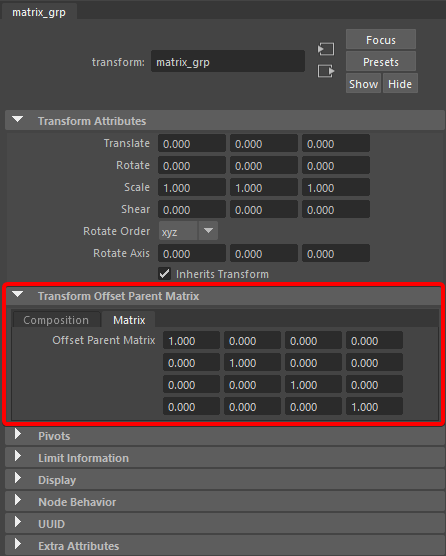 matrix_grp
transform: matrix_grp
Focus
Presets
Show Hide
Transform Attributes
Translate 0.000 0.000 0.000
Rotate 0.000 0.000 0.000
Scale 1.000 1.000 1.000
Shear 0.000 0.000 0.000
Rotate Order xyz
Rotate Axis 0.000 0.000 0.000
Inherits Transform
Transform Offset Parent Matrix
Composition Matrix
Offset Parent Matrix 1.000 0.000 0.000 0.000
0.000 1.000 0.000 0.000
0.000 0.000 1.000 0.000
0.000 0.000 0.000 1.000
Pivots
Limit Information
Display
Node Behavior
UUID
Extra Attributes